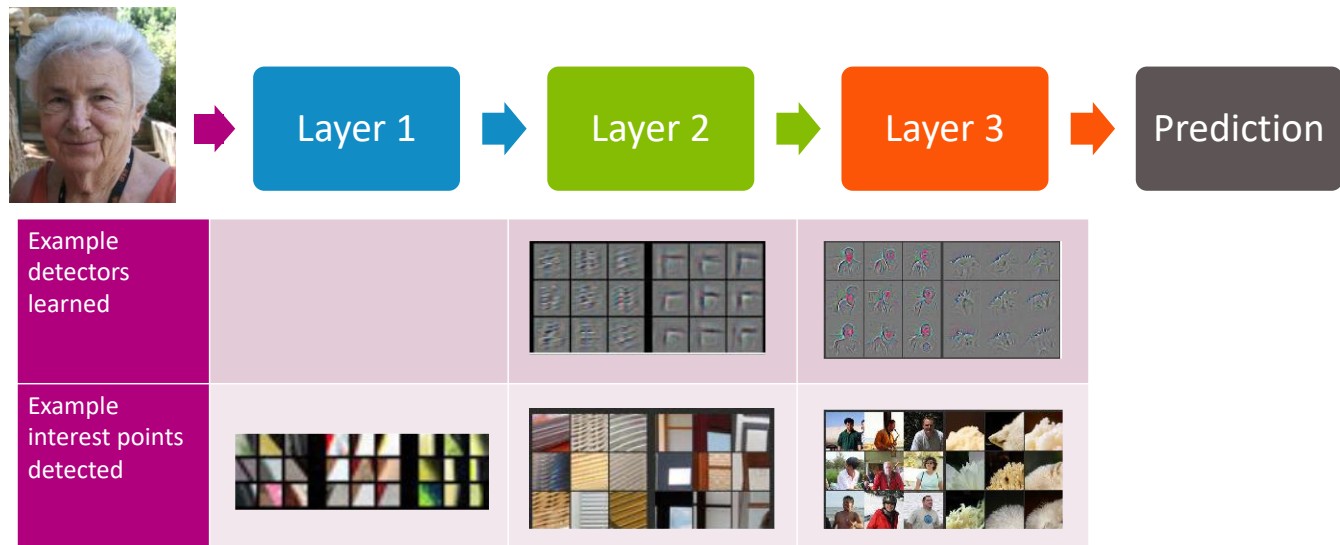 Layer 1
Layer 2
Layer 3
Prediction
Example
detectors
learned
Example
interest points
detected